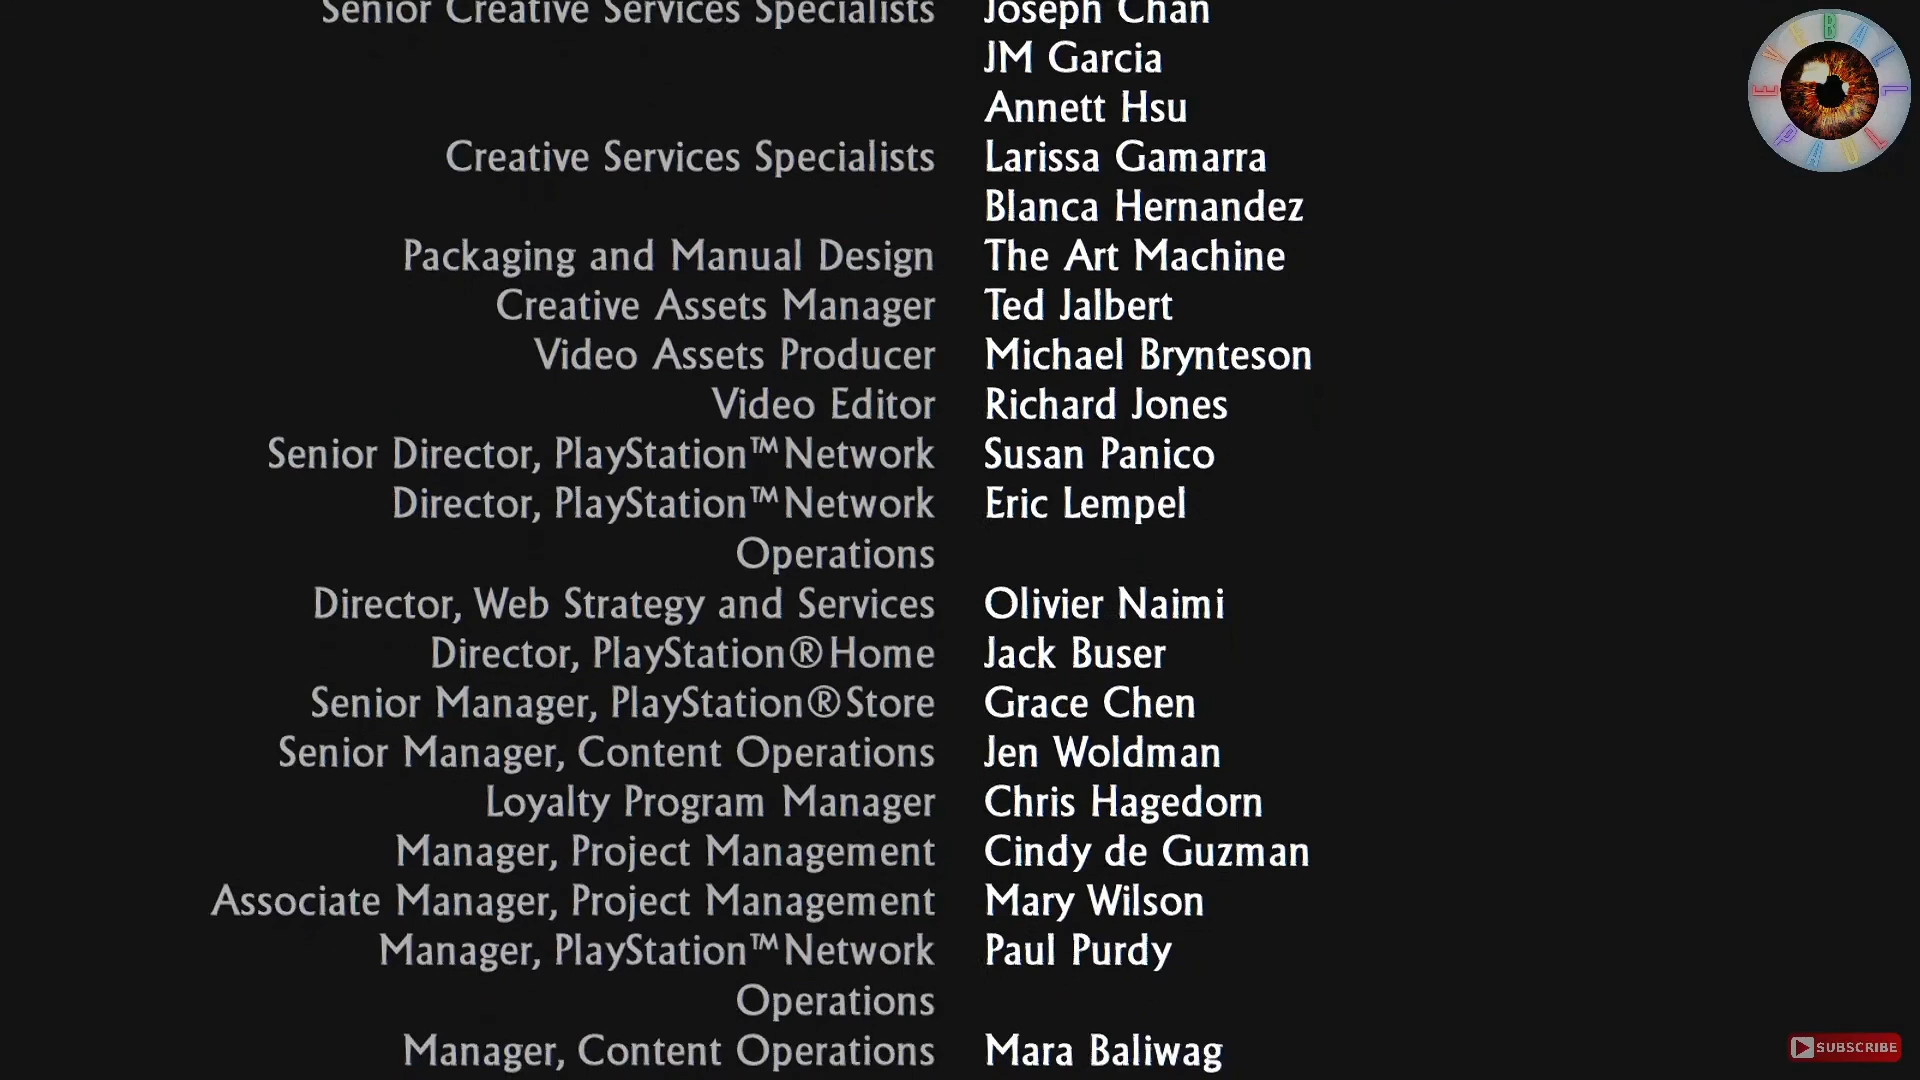 Senior Creative Services Specialists Joseph Chan
JM Garcia
Annett Hsu
Creative Services Specialists Larissa Gamarra
Blanca Hernandez
Packaging and Manual Design The Art Machine
Creative Assets Manager Ted Jalbert
Video Assets Producer Michael Brynteson
Video Editor Richard Jones
Senior Director, PlayStation™Network Susan Panico
Director, PlayStation™Network Eric Lempel
Operations
Director, Web Strategy and Services Olivier Naimi
Director, PlayStation®Home Jack Buser
Senior Manager, PlayStation®Store Grace Chen
Senior Manager, Content Operations Jen Woldman
Loyalty Program Manager Chris Hagedorn
Manager, Project Management Cindy de Guzman
Associate Manager, Project Management Mary Wilson
Manager, PlayStation™Network Paul Purdy
Operations
Manager, Content Operations Mara Baliwag
EYEBALL PAUL
SUBSCRIBE